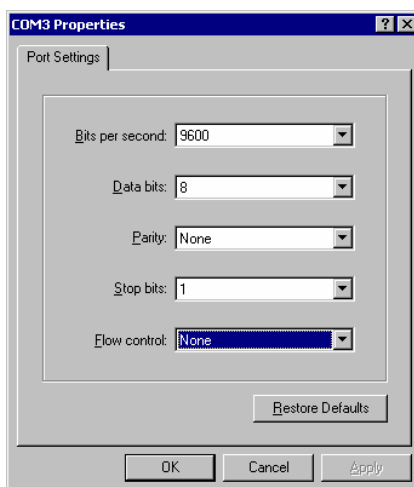 COM3 Properties
Port Settings
Bits per second: 9600
Data bits: 8
Parity: None
Stop bits: 1
Flow control: None
Restore Defaults
OK Cancel Apply